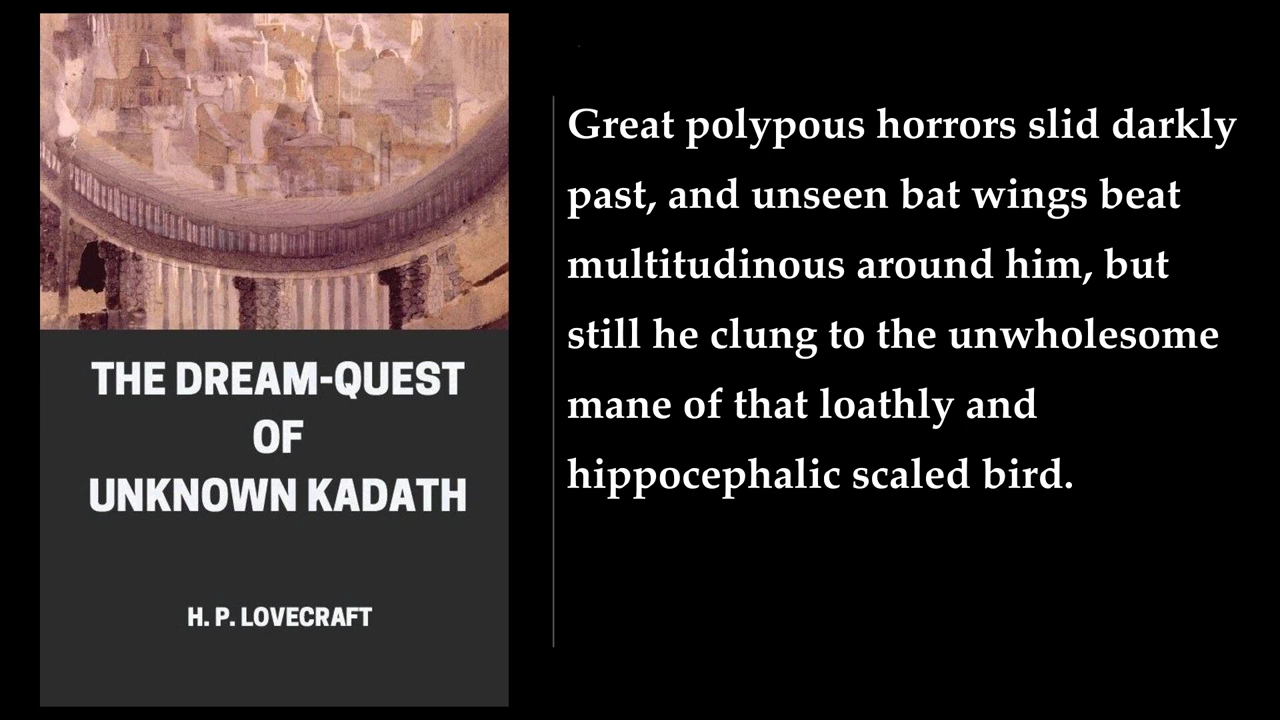 THE DREAM-QUEST
OF
UNKNOWN KADATH
H. P. LOVECRAFT
Great polypous horrors slid darkly
past, and unseen bat wings beat
multitudinous around him, but
still he clung to the unwholesome
mane of that loathly and
hippocephalic scaled bird.